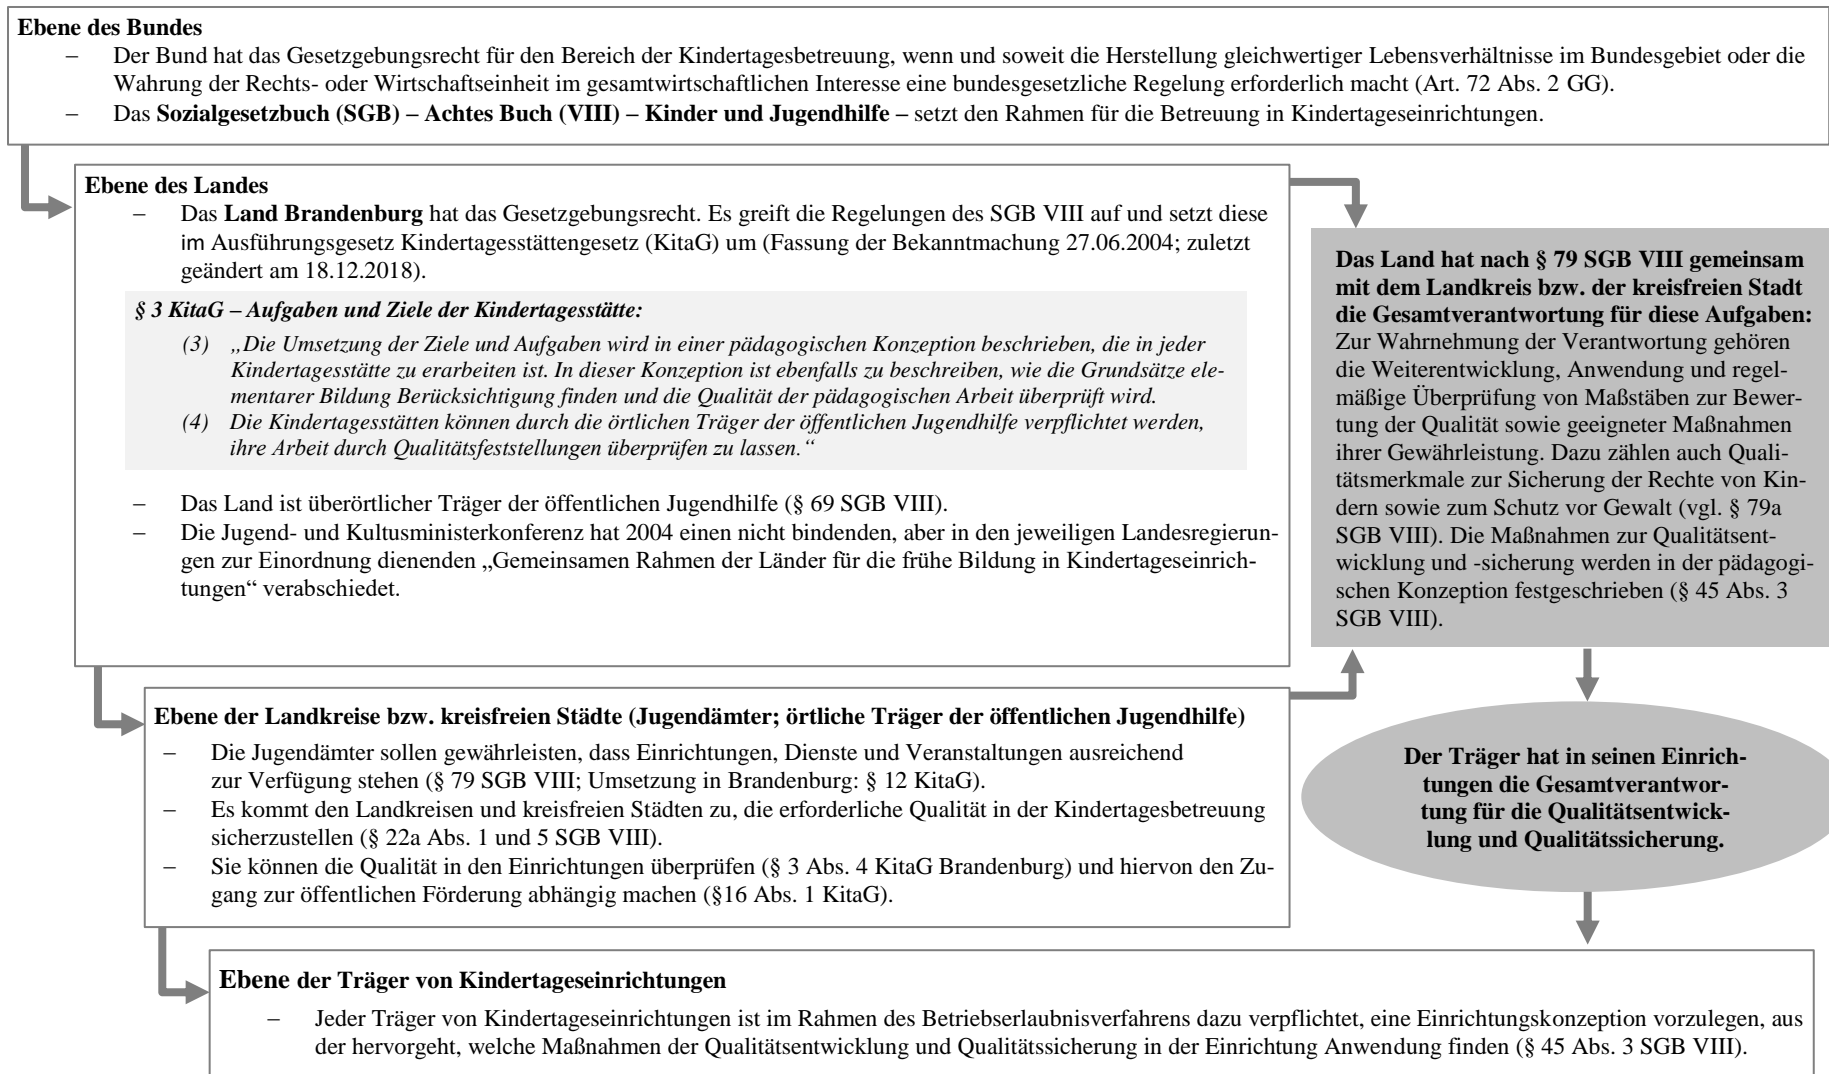 Ebene des Bundes
– Der Bund hat das Gesetzgebungsrecht für den Bereich der Kindertagesbetreuung, wenn und soweit die Herstellung gleichwertiger Lebensverhältnisse im Bundesgebiet oder die
Wahrung der Rechts- oder Wirtschaftseinheit im gesamtwirtschaftlichen Interesse eine bundesgesetzliche Regelung erforderlich macht (Art. 72 Abs. 2 GG).
– Das Sozialgesetzbuch (SGB) – Achtes Buch (VIII) – Kinder und Jugendhilfe – setzt den Rahmen für die Betreuung in Kindertageseinrichtungen.
Ebene des Landes
– Das Land Brandenburg hat das Gesetzgebungsrecht. Es greift die Regelungen des SGB VIII auf und setzt diese
im Ausführungsgesetz Kindertagesstättengesetz (KitaG) um (Fassung der Bekanntmachung 27.06.2004; zuletzt
geändert am 18.12.2018).
§ 3 KitaG – Aufgaben und Ziele der Kindertagesstätte:
(3) „Die Umsetzung der Ziele und Aufgaben wird in einer pädagogischen Konzeption beschrieben, die in jeder
Kindertagesstätte zu erarbeiten ist. In dieser Konzeption ist ebenfalls zu beschreiben, wie die Grundsätze ele-
mentarer Bildung Berücksichtigung finden und die Qualität der pädagogischen Arbeit überprüft wird.
(4) Die Kindertagesstätten können durch die örtlichen Träger der öffentlichen Jugendhilfe verpflichtet werden,
ihre Arbeit durch Qualitätsfeststellungen überprüfen zu lassen.“
– Das Land ist überörtlicher Träger der öffentlichen Jugendhilfe (§ 69 SGB VIII).
– Die Jugend- und Kultusministerkonferenz hat 2004 einen nicht bindenden, aber in den jeweiligen Landesregierun-
gen zur Einordnung dienenden „Gemeinsamen Rahmen der Länder für die frühe Bildung in Kindertageseinrich-
tungen“ verabschiedet.
Das Land hat nach § 79 SGB VIII gemeinsam
mit dem Landkreis bzw. der kreisfreien Stadt
die Gesamtverantwortung für diese Aufgaben:
Zur Wahrnehmung der Verantwortung gehören
die Weiterentwicklung, Anwendung und regel-
mäßige Überprüfung von Maßstäben zur Bewer-
tung der Qualität sowie geeigneter Maßnahmen
ihrer Gewährleistung. Dazu zählen auch Quali-
tätsmerkmale zur Sicherung der Rechte von Kin-
dern sowie zum Schutz vor Gewalt (vgl. § 79a
SGB VIII). Die Maßnahmen zur Qualitätsent-
wicklung und -sicherung werden in der pädagogi-
schen Konzeption festgeschrieben (§ 45 Abs. 3
SGB VIII).
Ebene der Landkreise bzw. kreisfreien Städte (Jugendämter; örtliche Träger der öffentlichen Jugendhilfe)
– Die Jugendämter sollen gewährleisten, dass Einrichtungen, Dienste und Veranstaltungen ausreichend
zur Verfügung stehen (§ 79 SGB VIII; Umsetzung in Brandenburg: § 12 KitaG).
– Es kommt den Landkreisen und kreisfreien Städten zu, die erforderliche Qualität in der Kindertagesbetreuung
sicherzustellen (§ 22a Abs. 1 und 5 SGB VIII).
– Sie können die Qualität in den Einrichtungen überprüfen (§ 3 Abs. 4 KitaG Brandenburg) und hiervon den Zu-
gang zur öffentlichen Förderung abhängig machen (§16 Abs. 1 KitaG).
Der Träger hat in seinen Einrich-
tungen die Gesamtverantwor-
tung für die Qualitätsentwick-
lung und Qualitätssicherung.
Ebene der Träger von Kindertageseinrichtungen
– Jeder Träger von Kindertageseinrichtungen ist im Rahmen des Betriebserlaubnisverfahrens dazu verpflichtet, eine Einrichtungskonzeption vorzulegen, aus
der hervorgeht, welche Maßnahmen der Qualitätsentwicklung und Qualitätssicherung in der Einrichtung Anwendung finden (§ 45 Abs. 3 SGB VIII).